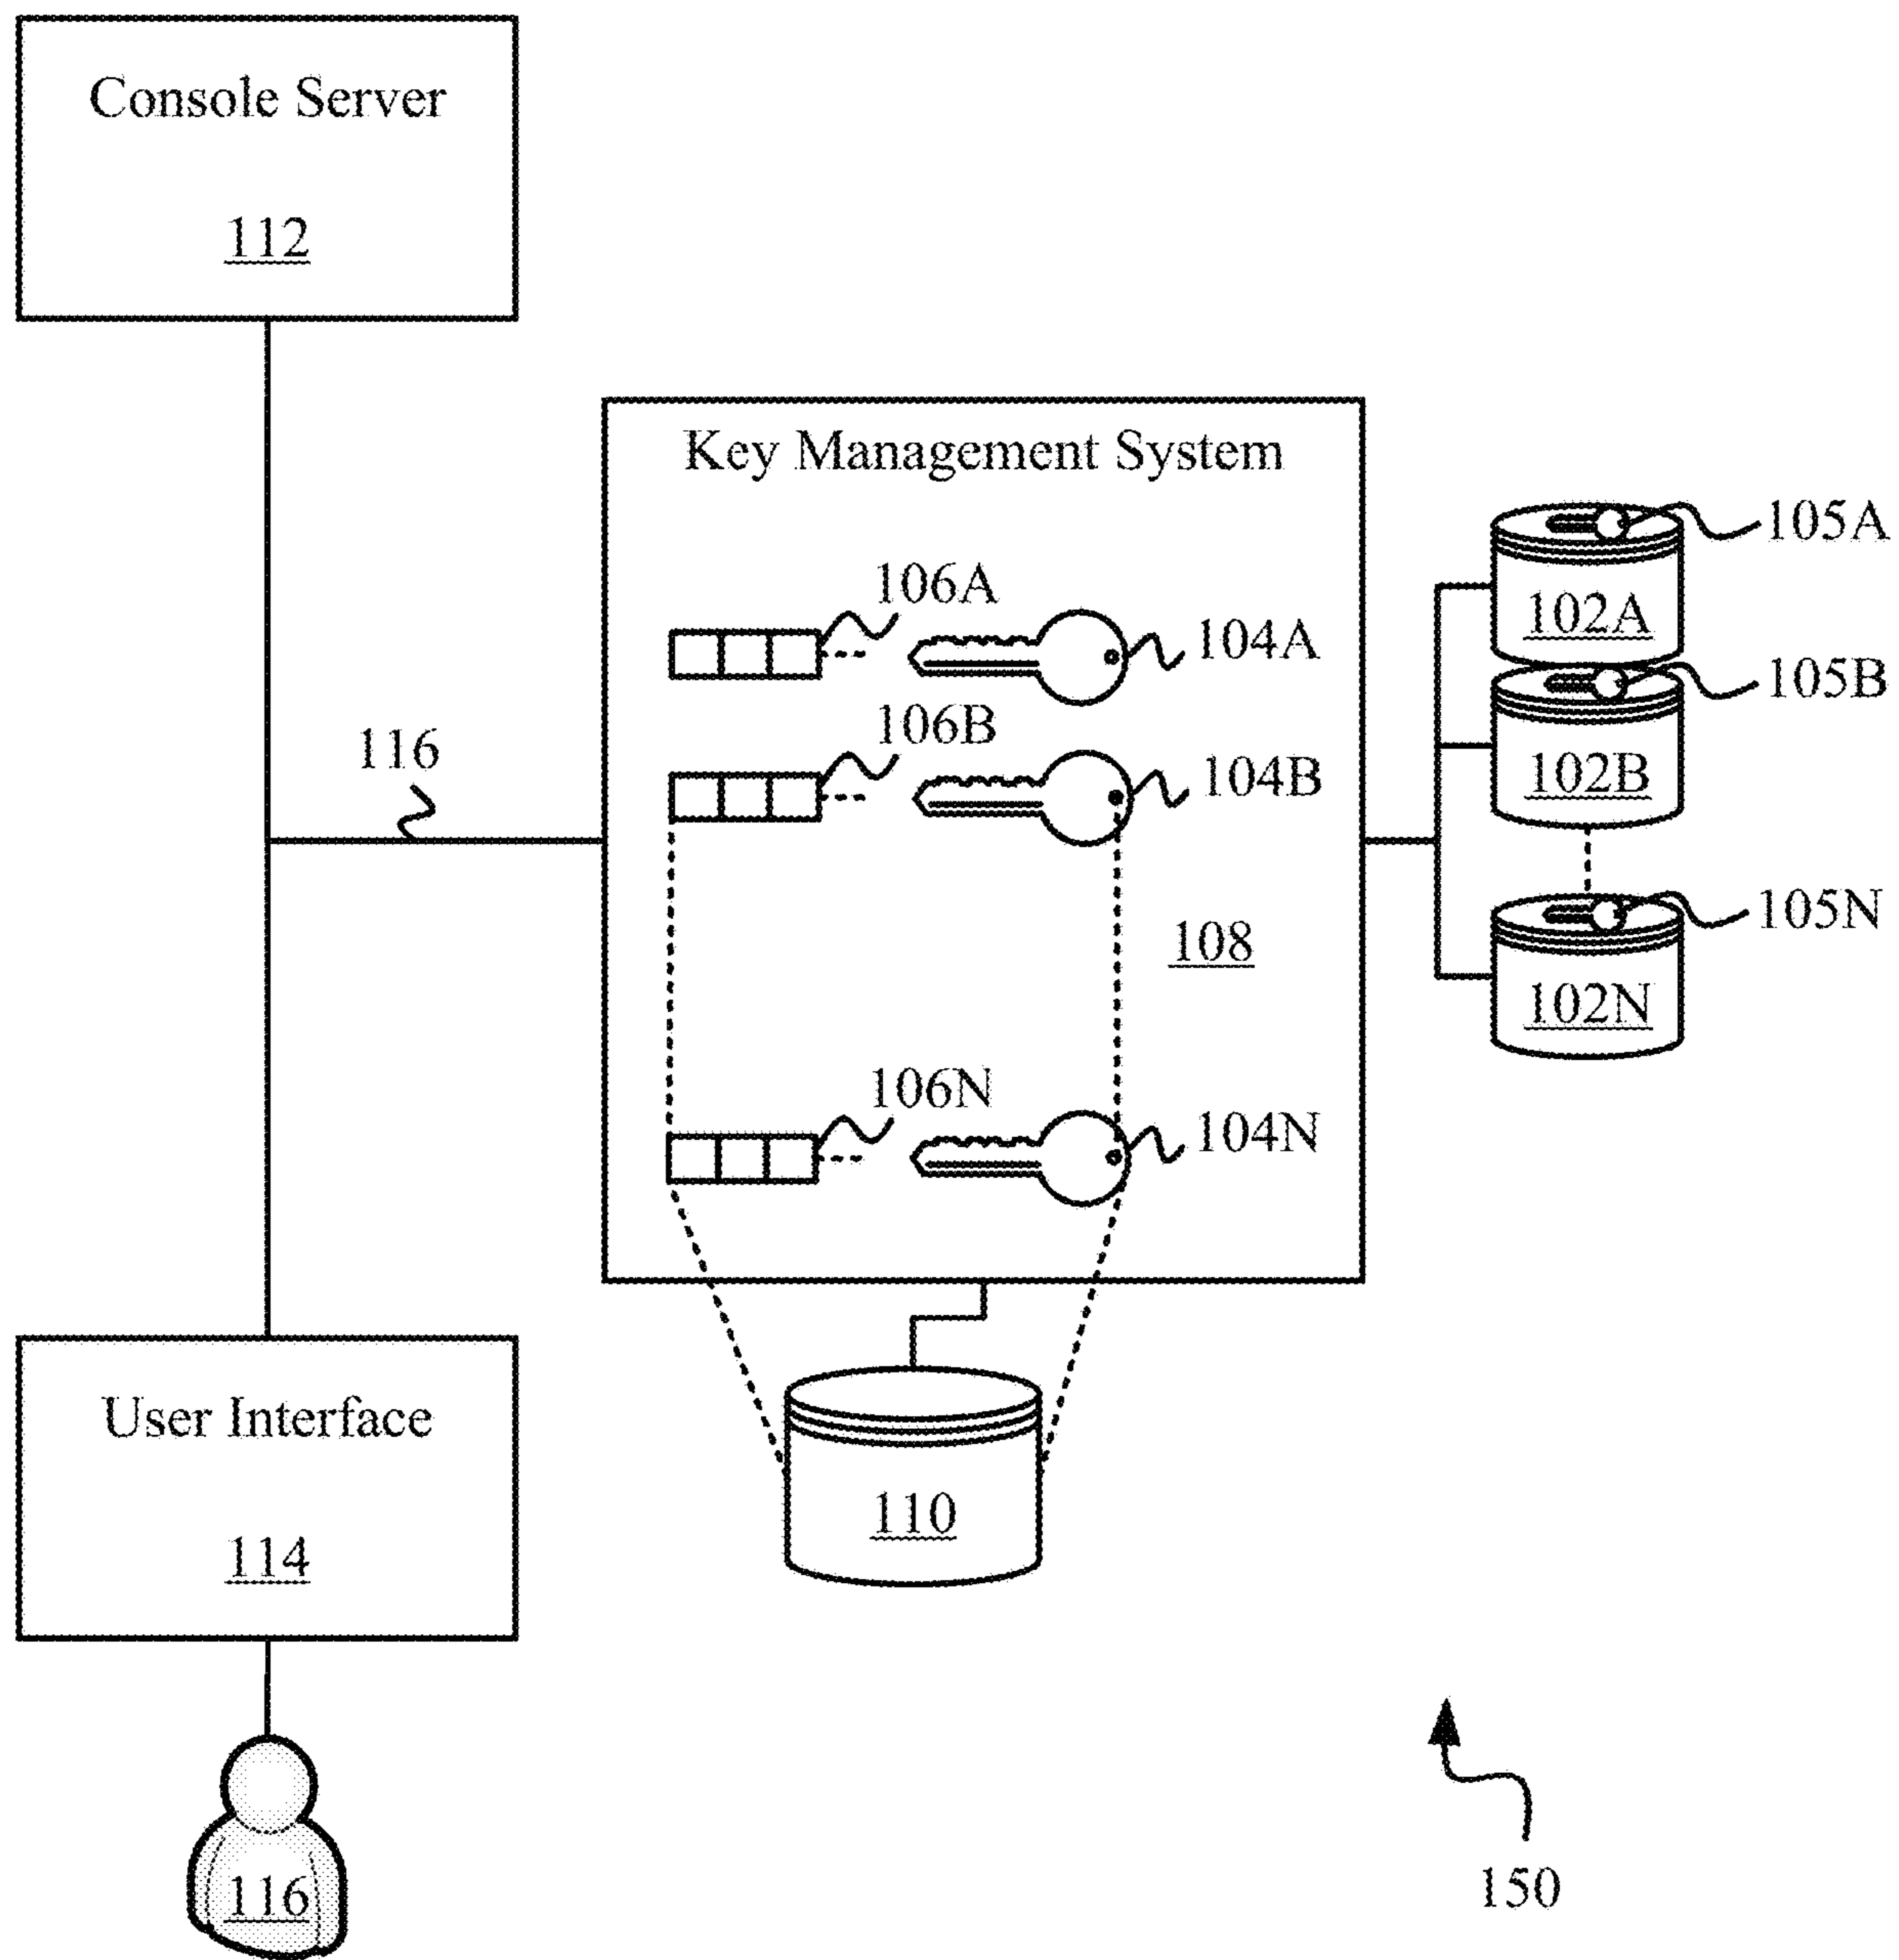 Console Server
112
Key Management System
106A
104A
106B
104B
116
108
106N
104N
105A
102A
105B
102B
105N
102N
User Interface
114
110
116
150